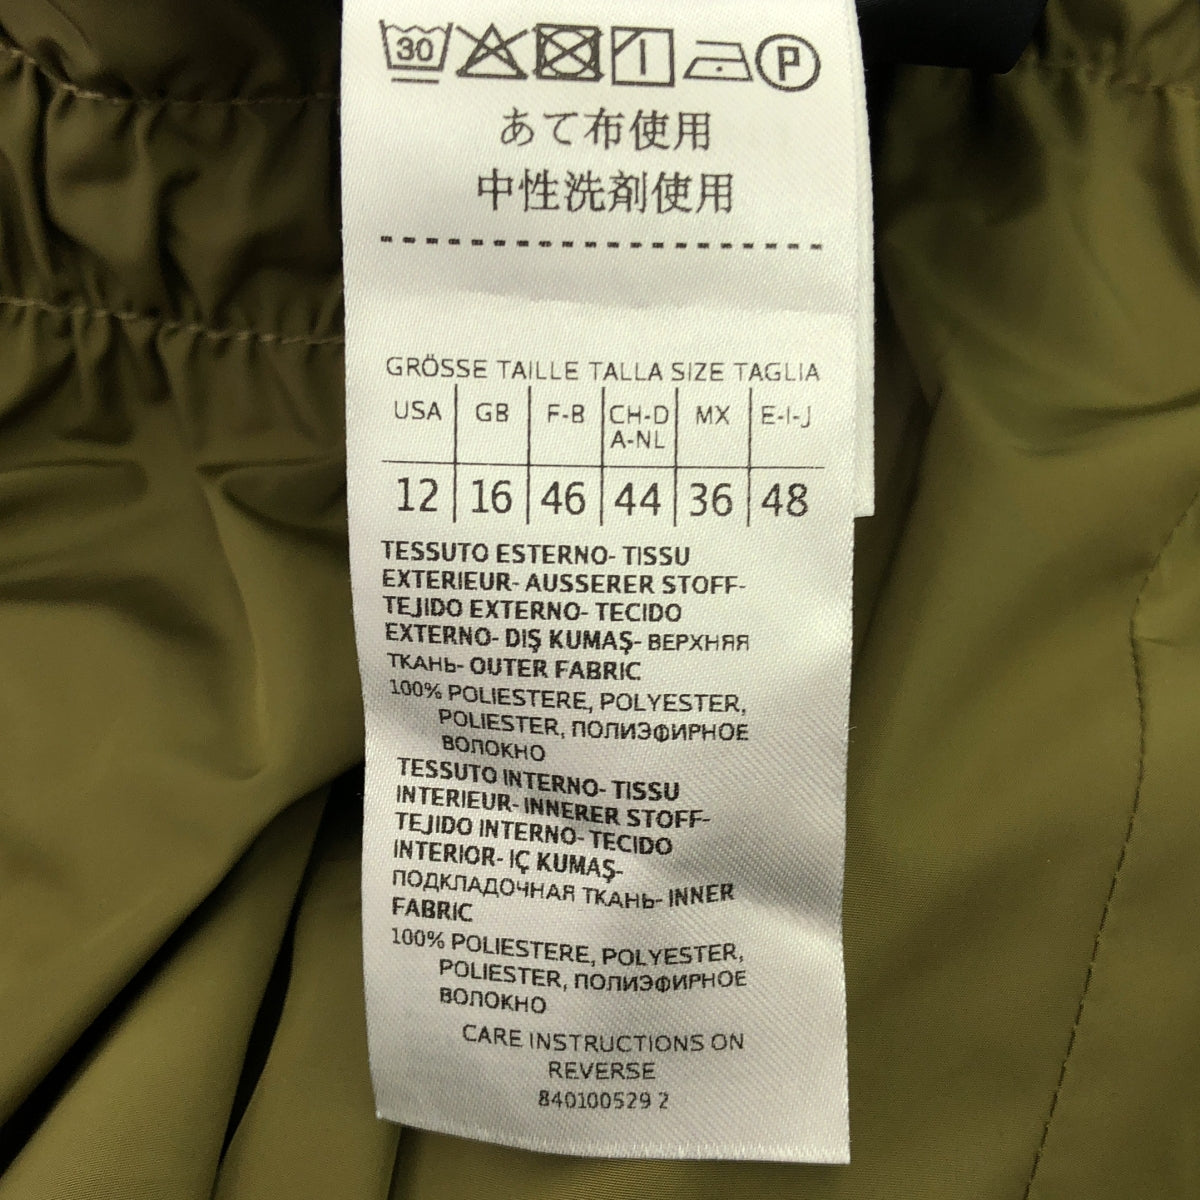 30 P
あて布使用
中性洗剤使用
GRÖSSE TAILLE TALLA SIZE TAGLIA
USA GB F-B CH-D MX E-I-J
A-NL
12 16 46 44 36 48
TESSUTO ESTERNO- TISSU
EXTERIEUR- AUSSERER STOFF-
TEJIDO EXTERNO- TECIDO
EXTERNO- DIŞ KUMAŞ- ВЕРХНЯЯ
ТКАНЬ- OUTER FABRIC
100% POLIESTERE, POLYESTER,
POLIESTER, ПОЛИЭФИРНОЕ
ВОЛОКНО
TESSUTO INTERNO- TISSU
INTERIEUR- INNERER STOFF-
TEJIDO INTERNO- TECIDO
INTERIOR- IÇ KUMAŞ-
ПОДКЛАДОЧНАЯ ТКАНЬ- INNER
FABRIC
100% POLIESTERE, POLYESTER,
POLIESTER, ПОЛИЭФИРНОЕ
ВОЛОКНО
CARE INSTRUCTIONS ON
REVERSE
840100529 2